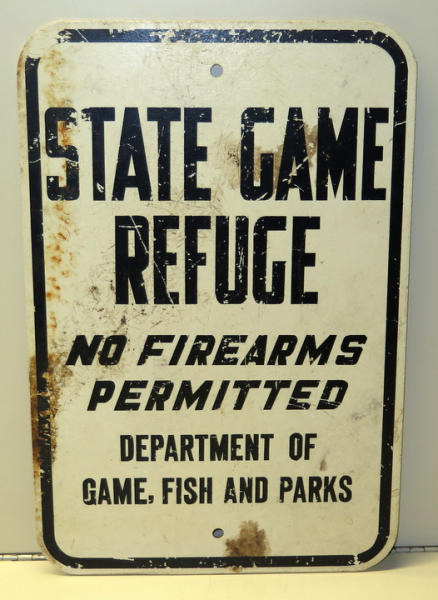 STATE GAME
REFUGE
NO FIREARMS
PERMITTED
DEPARTMENT OF
GAME, FISH AND PARKS